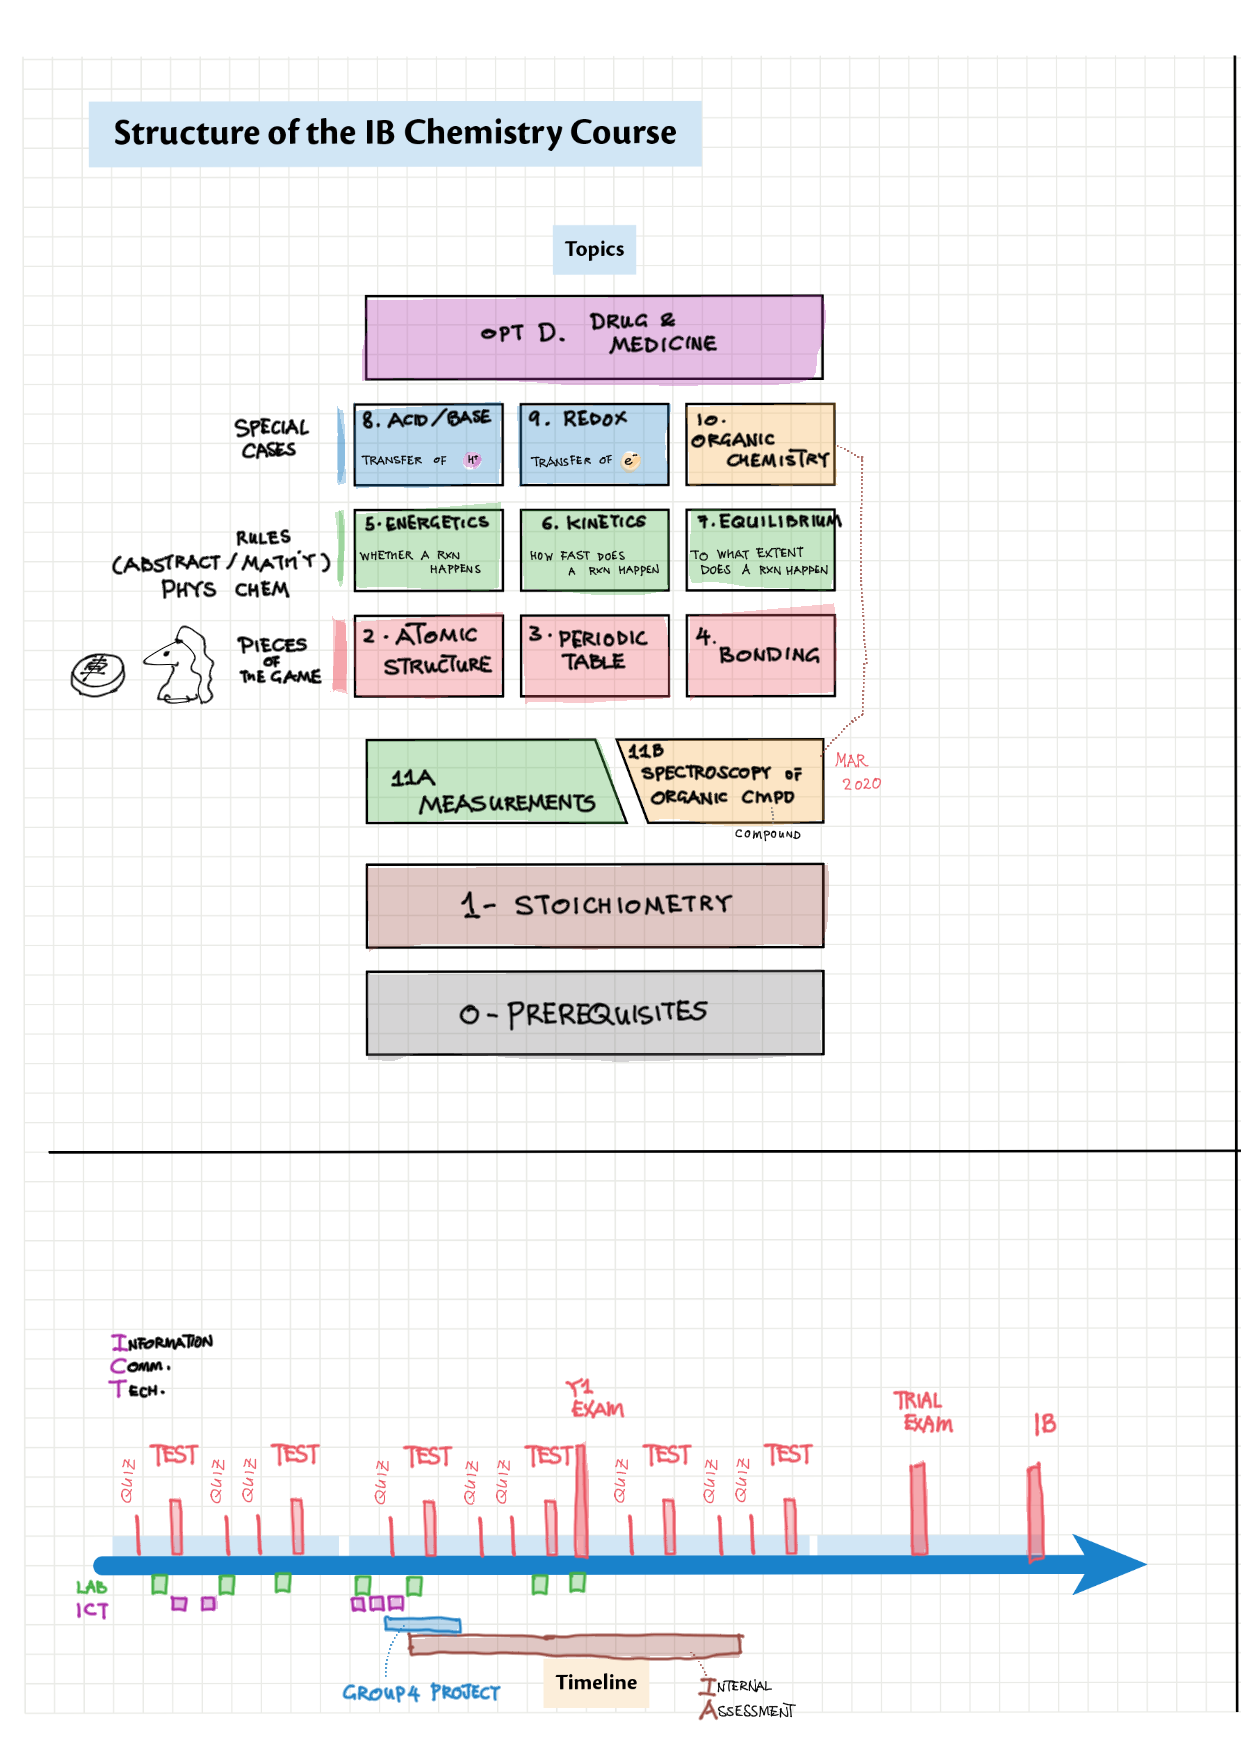 Structure of the IB Chemistry Course
Topics
OPT D. DRUG &
MEDICINE
SPECIAL
CASES
8. ACID/BASE
TRANSFER OF H+
9. REDOX
TRANSFER OF e-
10.
ORGANIC
CHEMISTRY
RULES
(ABSTRACT/MATH'T)
PHYS CHEM
5. ENERGETICS
WHETHER A RXN
HAPPENS
6. KINETICS
HOW FAST DOES
A RXN HAPPEN
7. EQUILIBRIUM
TO WHAT EXTENT
DOES A RXN HAPPEN
PIECES
OF
THE GAME
2. ATOMIC
STRUCTURE
3. PERIODIC
TABLE
4.
BONDING
11A
MEASUREMENTS
11B
SPECTROSCOPY OF
ORGANIC CMPD
COMPOUND
MAR
2020
1- STOICHIOMETRY
0- PREREQUISITES
INFORMATION
COMM.
TECH.
Y1
EXAM
TRIAL
EXAM
IB
QUIZ
TEST
QUIZ
QUIZ
TEST
QUIZ
TEST
QUIZ
QUIZ
TEST
QUIZ
TEST
QUIZ
QUIZ
TEST
LAB
ICT
GROUP4 PROJECT
Timeline
INTERNAL
ASSESSMENT